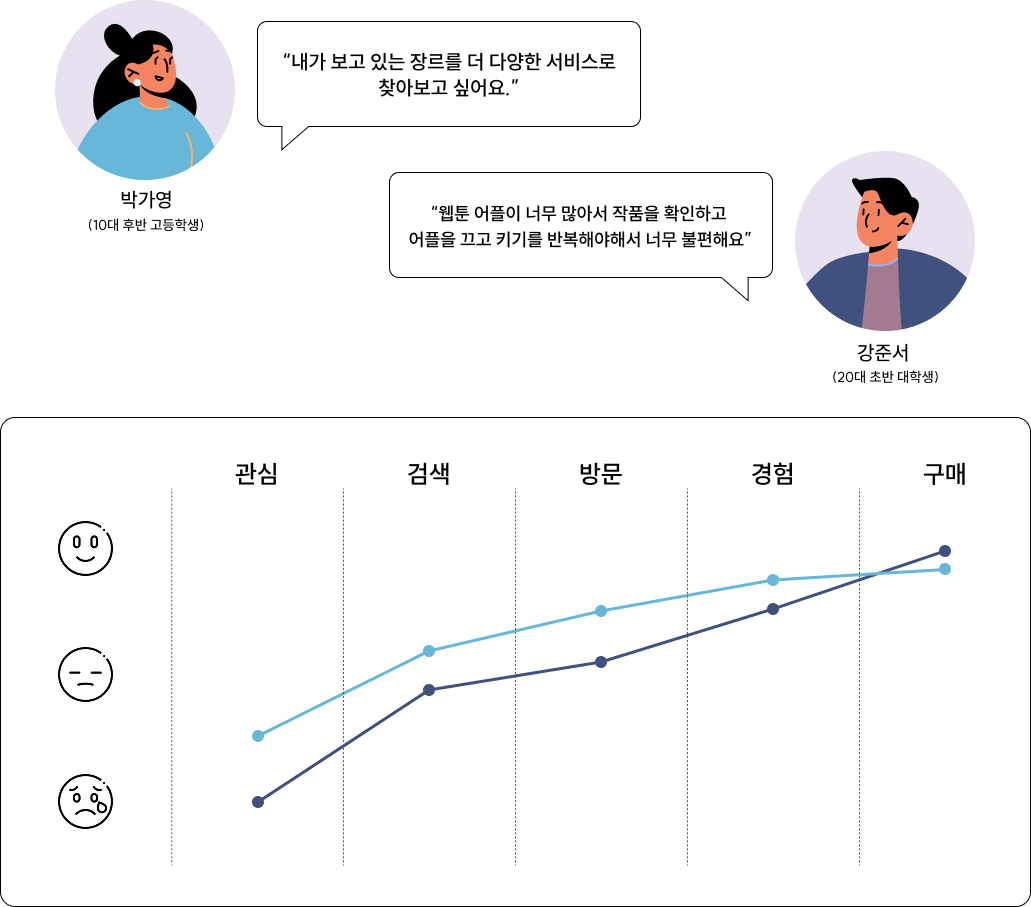 “내가 보고 있는 장르를 더 다양한 서비스로
찾아보고 싶어요.”
박가영
(10대 후반 고등학생)
“웹툰 어플이 너무 많아서 작품을 확인하고
어플을 끄고 키기를 반복해야해서 너무 불편해요”
강준서
(20대 초반 대학생)
관심 검색 방문 경험 구매